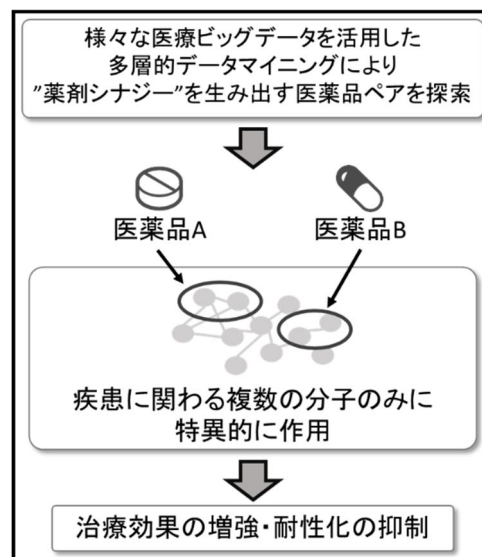 様々な医療ビッグデータを活用した
多層的データマイニングにより
”薬剤シナジー”を生み出す医薬品ペアを探索
医薬品A
医薬品B
疾患に関わる複数の分子のみに
特異的に作用
治療効果の増強・耐性化の抑制